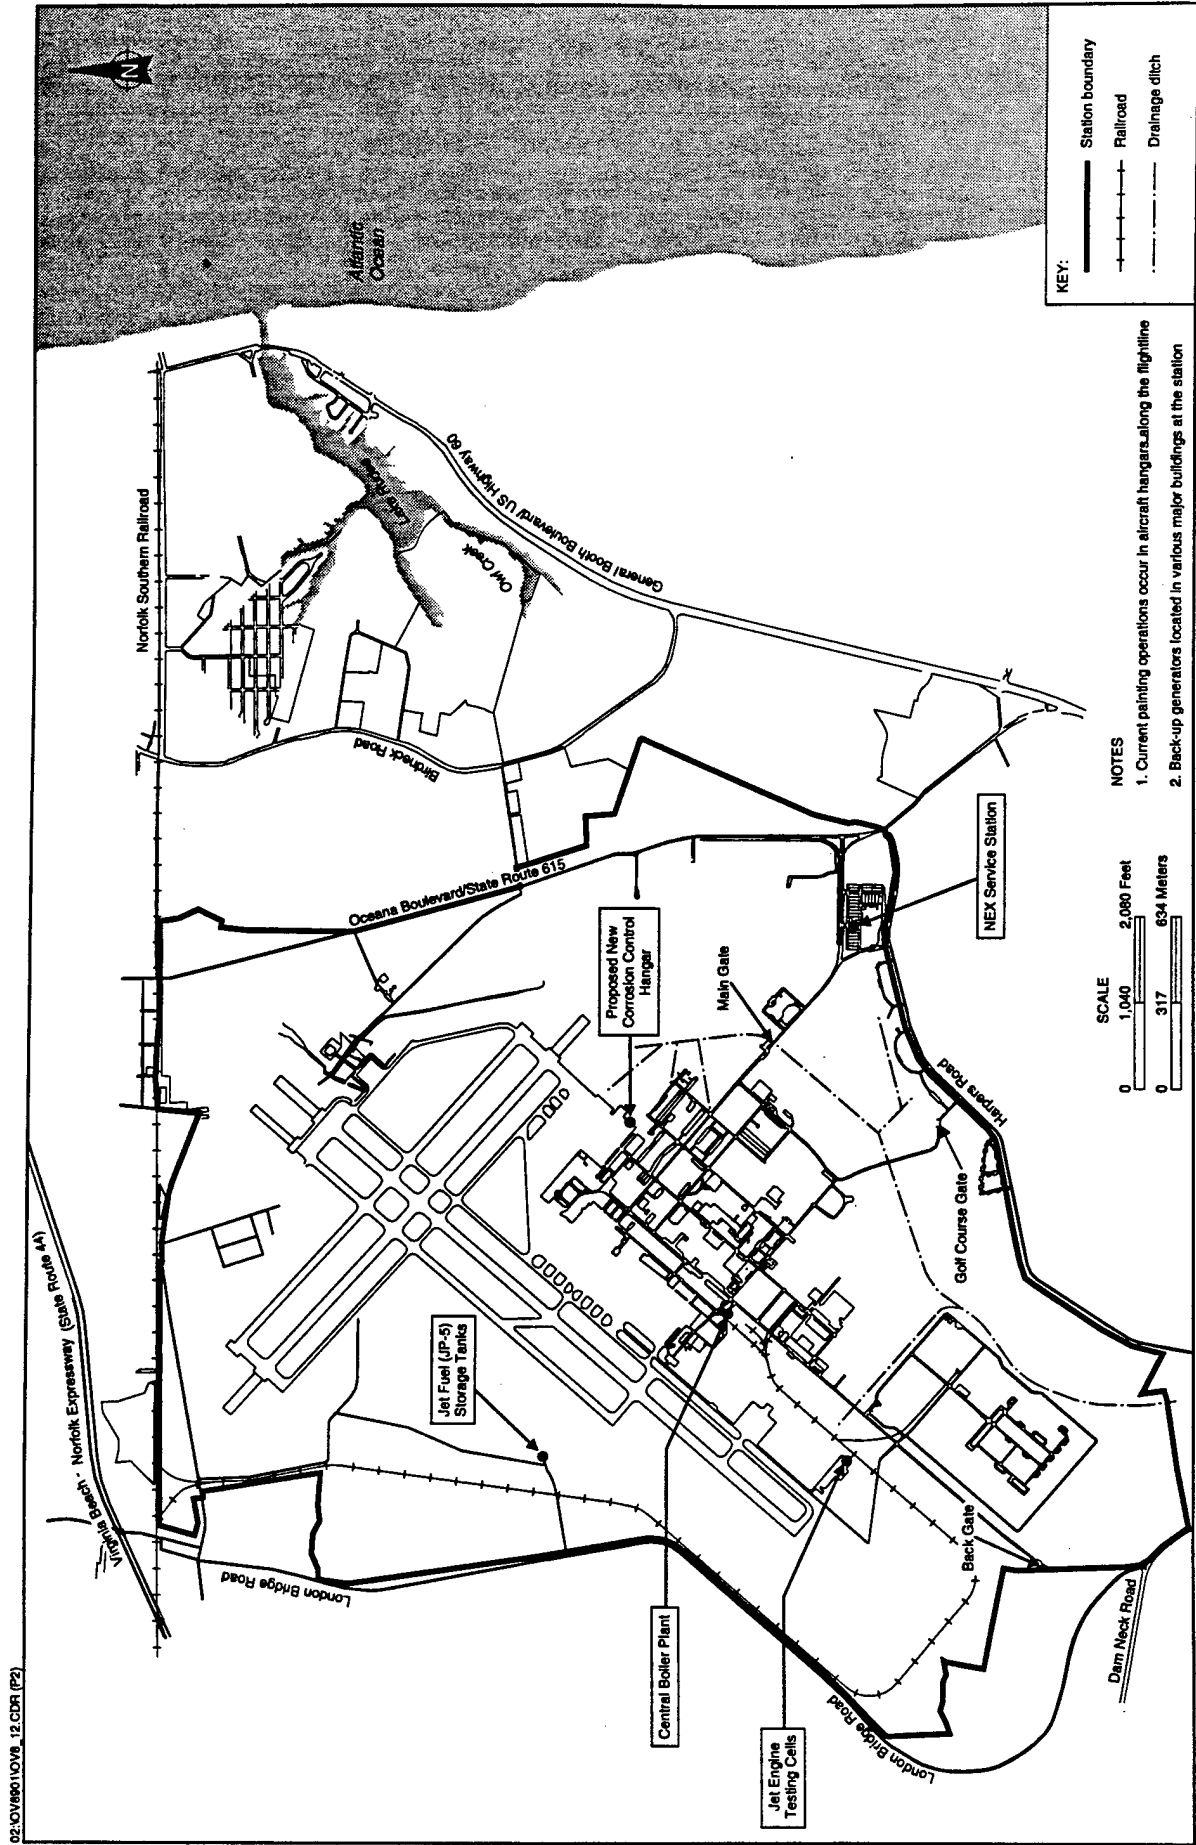 02:\OV8901\OV8_12.CDR (P2)
N
Virginia Beach - Norfolk Expressway (State Route 44)
Norfolk Southern Railroad
Atlantic
Ocean
Lake Rudee
Owl Creek
General Booth Boulevard/ US Highway 60
Birdneck Road
Oceana Boulevard/State Route 615
London Bridge Road
Jet Fuel (JP-5)
Storage Tanks
Proposed New
Corrosion Control
Hangar
Main Gate
NEX Service Station
Harpers Road
Golf Course Gate
Central Boiler Plant
Jet Engine
Testing Cells
Back Gate
London Bridge Road
Dam Neck Road
SCALE
0 1,040 2,080 Feet
0 317 634 Meters
NOTES
1. Current painting operations occur in aircraft hangars along the flightline
2. Back-up generators located in various major buildings at the station
KEY:
Station boundary
Railroad
Drainage ditch